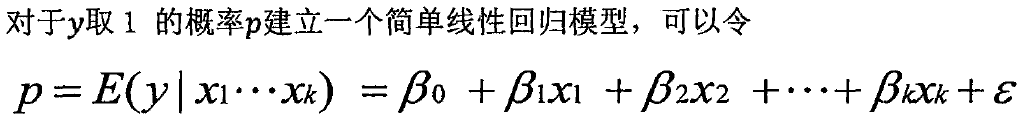 对于y取 1 的概率p建立一个简单线性回归模型，可以令
p = E(y | x₁⋯xₖ) = β₀ + β₁x₁ + β₂x₂ + ⋯ + βₖxₖ + ε